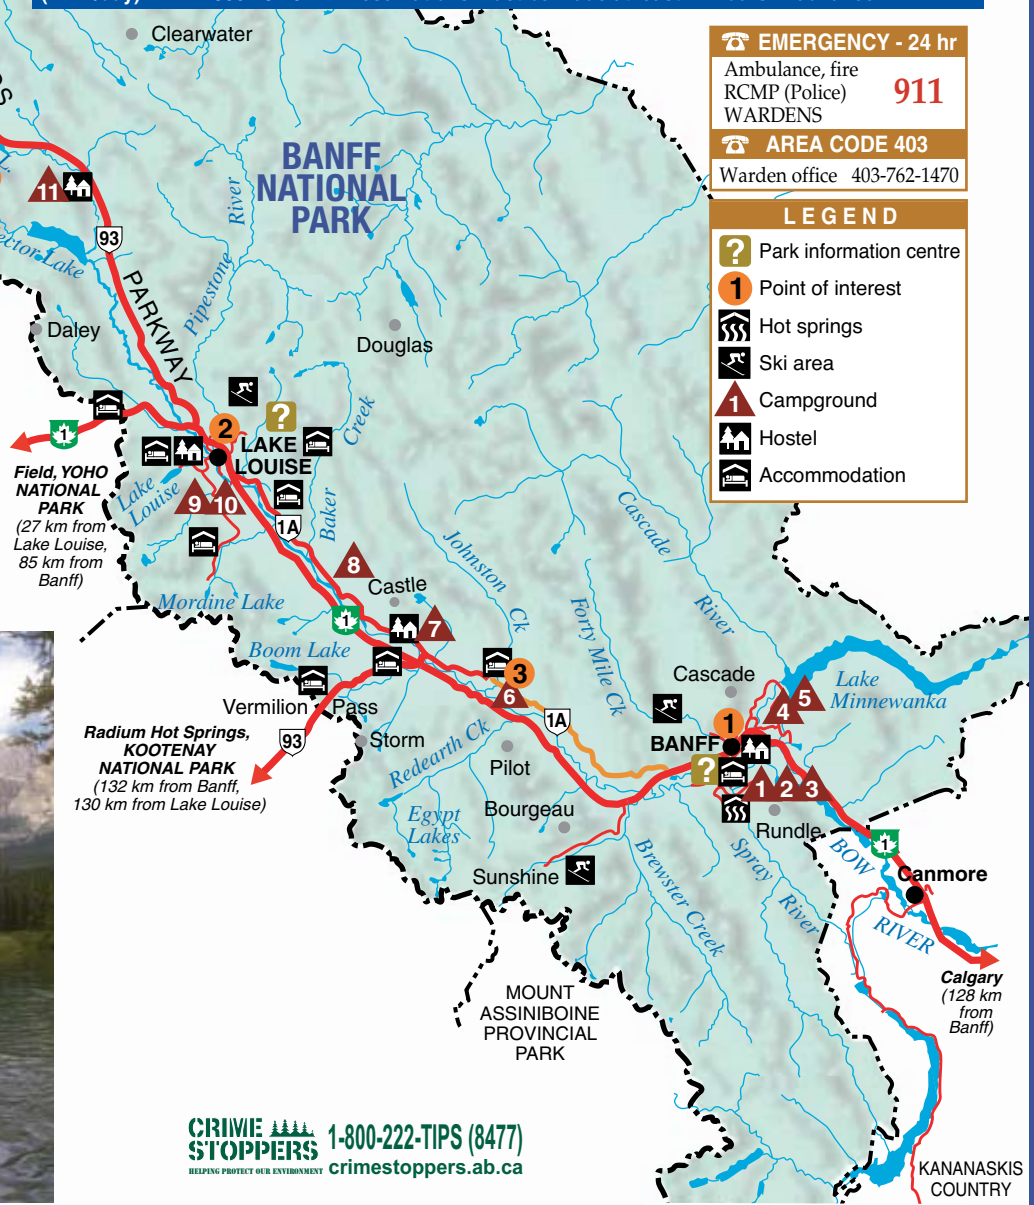 Clearwater
EMERGENCY - 24 hr
Ambulance, fire
RCMP (Police)
WARDENS
911
AREA CODE 403
Warden office 403-762-1470
LEGEND
? Park information centre
1 Point of interest
Hot springs
Ski area
1 Campground
Hostel
Accommodation
BANFF
NATIONAL
PARK
11
93
PARKWAY
Pipestone
River
Daley
Douglas
1
2
?
LAKE
LOUISE
Field, YOHO
NATIONAL
PARK
(27 km from
Lake Louise,
85 km from
Banff)
Lake
Louise
9
10
1A
Baker
Creek
8
Castle
Mordine Lake
1
7
Boom Lake
Johnston
Ck
Forty Mile Ck
Cascade
River
3
6
1A
Vermilion Pass
93
Radium Hot Springs,
KOOTENAY
NATIONAL PARK
(132 km from Banff,
130 km from Lake Louise)
Storm
Redearth Ck
Pilot
Egypt
Lakes
Bourgeau
Sunshine
Cascade
Lake
Minnewanka
4
5
1
BANFF
?
1
2
3
Rundle
1
Canmore
BOW
RIVER
Spray
River
Brewster Creek
Calgary
(128 km
from
Banff)
MOUNT
ASSINIBOINE
PROVINCIAL
PARK
KANANASKIS
COUNTRY
CRIME
STOPPERS
HELPING PROTECT OUR ENVIRONMENT
1-800-222-TIPS (8477)
crimestoppers.ab.ca